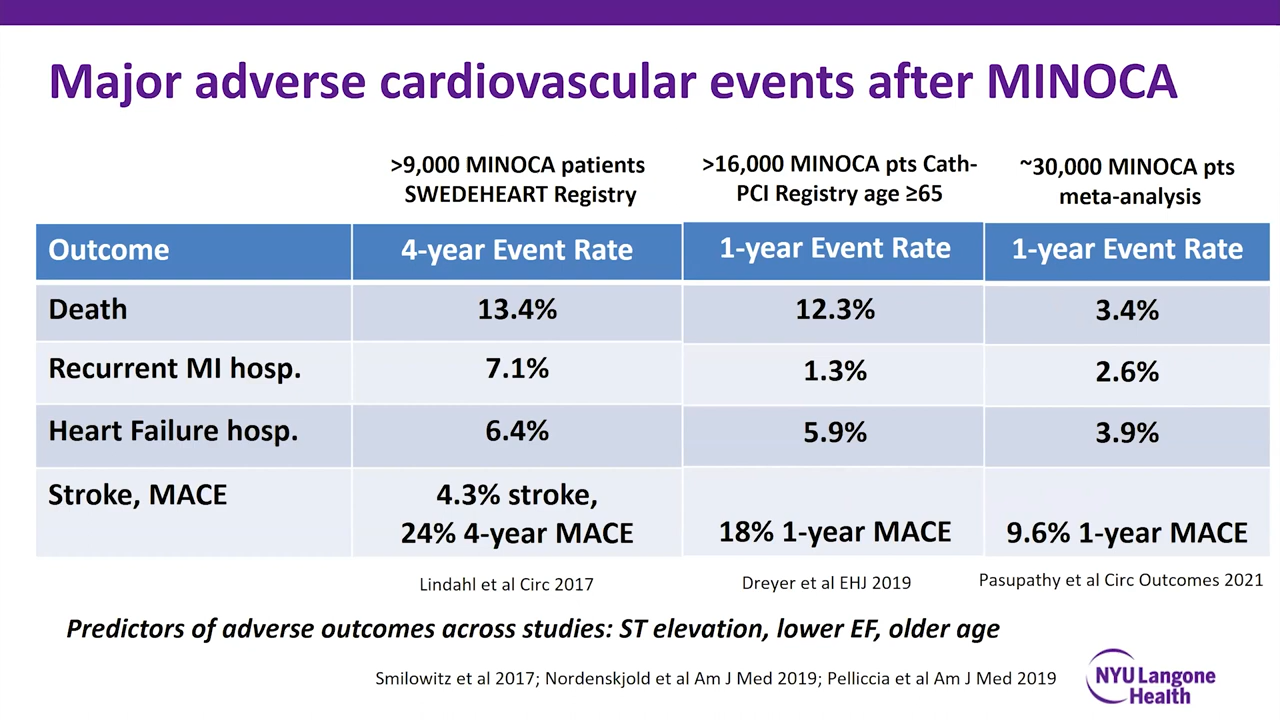 Major adverse cardiovascular events after MINOCA
>9,000 MINOCA patients
SWEDEHEART Registry
>16,000 MINOCA pts Cath-
PCI Registry age ≥65
~30,000 MINOCA pts
meta-analysis
Outcome
4-year Event Rate
1-year Event Rate
1-year Event Rate
Death
13.4%
12.3%
3.4%
Recurrent MI hosp.
7.1%
1.3%
2.6%
Heart Failure hosp.
6.4%
5.9%
3.9%
Stroke, MACE
4.3% stroke,
24% 4-year MACE
18% 1-year MACE
9.6% 1-year MACE
Lindahl et al Circ 2017
Dreyer et al EHJ 2019
Pasupathy et al Circ Outcomes 2021
Predictors of adverse outcomes across studies: ST elevation, lower EF, older age
Smilowitz et al 2017; Nordenskjold et al Am J Med 2019; Pelliccia et al Am J Med 2019
NYU Langone
Health